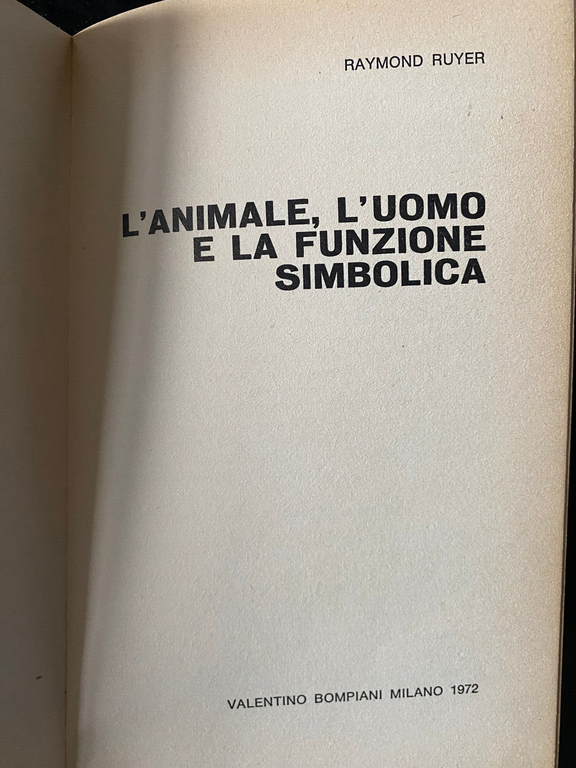 RAYMOND RUYER
L'ANIMALE, L'UOMO
E LA FUNZIONE
SIMBOLICA
VALENTINO BOMPIANI MILANO 1972